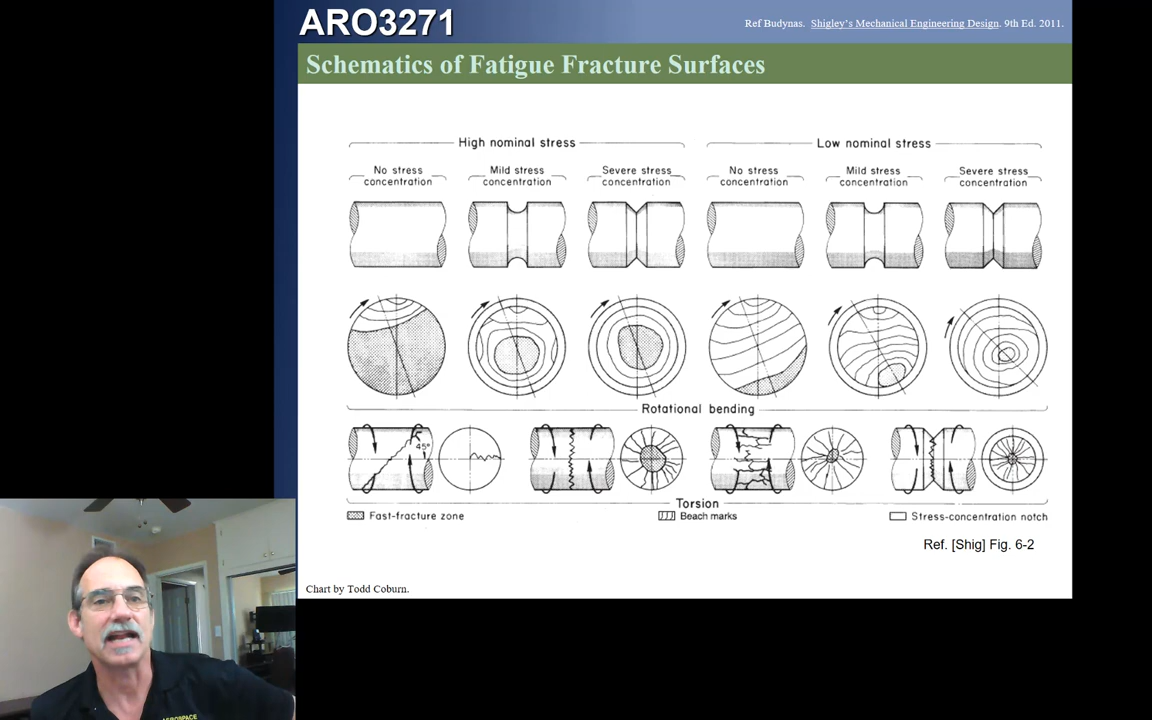 ARO3271
Ref Budynas. Shigley's Mechanical Engineering Design. 9th Ed. 2011.
Schematics of Fatigue Fracture Surfaces
High nominal stress
Low nominal stress
No stress concentration
Mild stress concentration
Severe stress concentration
No stress concentration
Mild stress concentration
Severe stress concentration
Rotational bending
45°
Torsion
Fast-fracture zone
Beach marks
Stress-concentration notch
Ref. [Shig] Fig. 6-2
Chart by Todd Coburn.
AEROSPACE